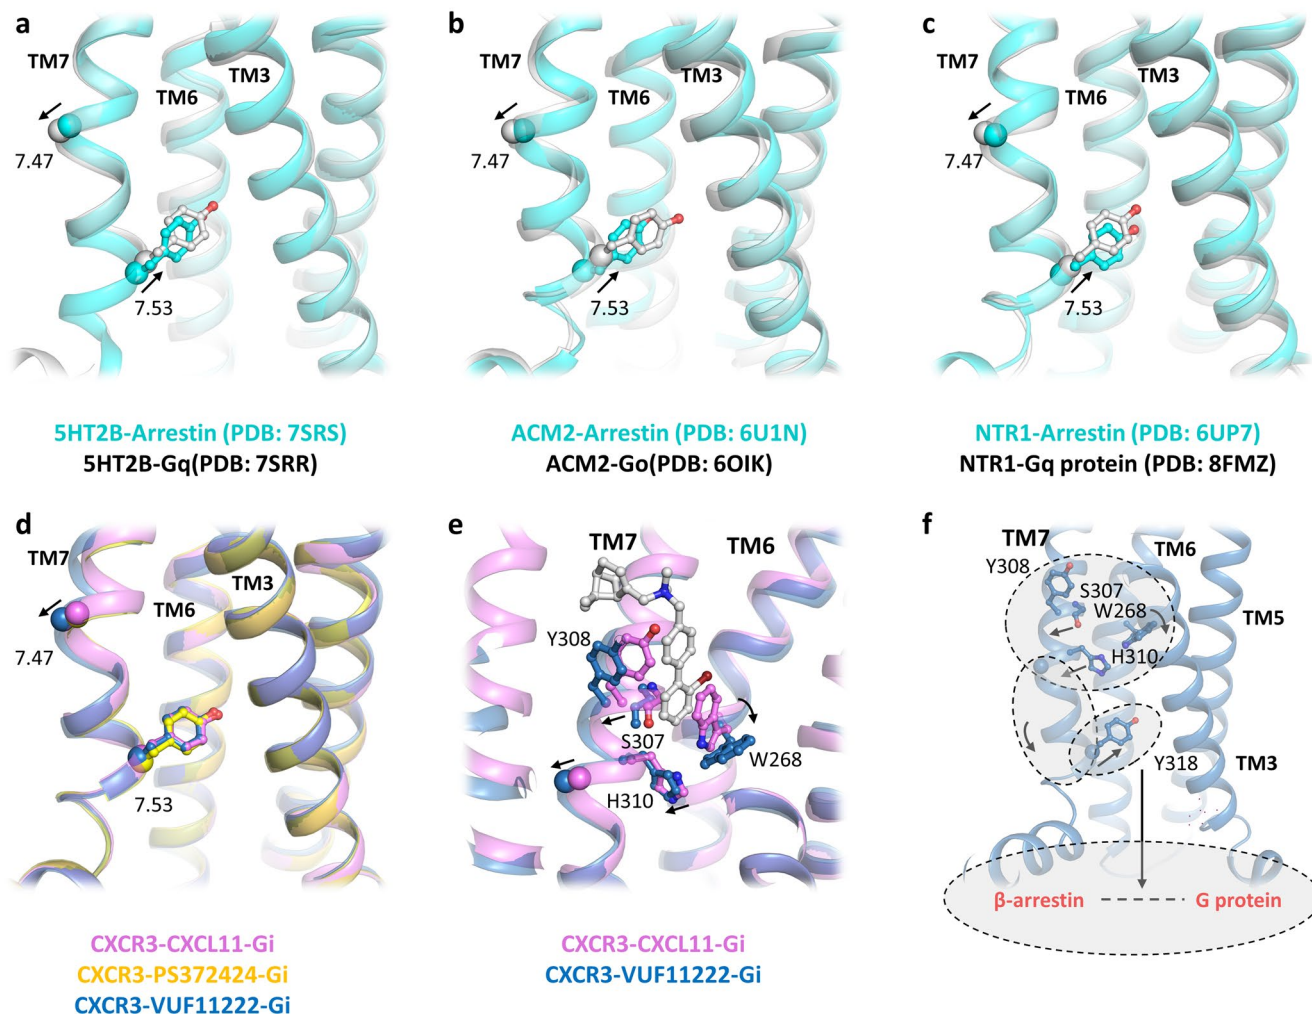 a
TM7
TM6
TM3
7.47
7.53
5HT2B-Arrestin (PDB: 7SRS)
5HT2B-Gq(PDB: 7SRR)
b
TM7
TM6
TM3
7.47
7.53
ACM2-Arrestin (PDB: 6U1N)
ACM2-Go(PDB: 6OIK)
c
TM7
TM6
TM3
7.47
7.53
NTR1-Arrestin (PDB: 6UP7)
NTR1-Gq protein (PDB: 8FMZ)
d
TM7
TM6
TM3
7.47
7.53
CXCR3-CXCL11-Gi
CXCR3-PS372424-Gi
CXCR3-VUF11222-Gi
e
TM7
TM6
Y308
S307
W268
H310
CXCR3-CXCL11-Gi
CXCR3-VUF11222-Gi
f
TM7
TM6
Y308
S307
W268
TM5
H310
Y318
TM3
β-arrestin
G protein